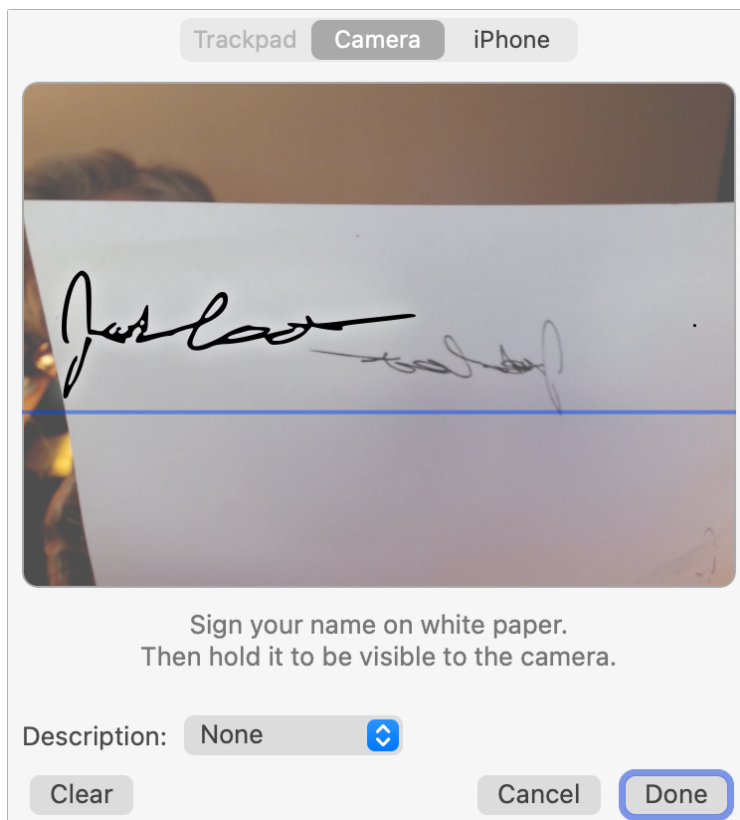 Trackpad Camera iPhone
Sign your name on white paper.
Then hold it to be visible to the camera.
Description: None
Clear Cancel Done